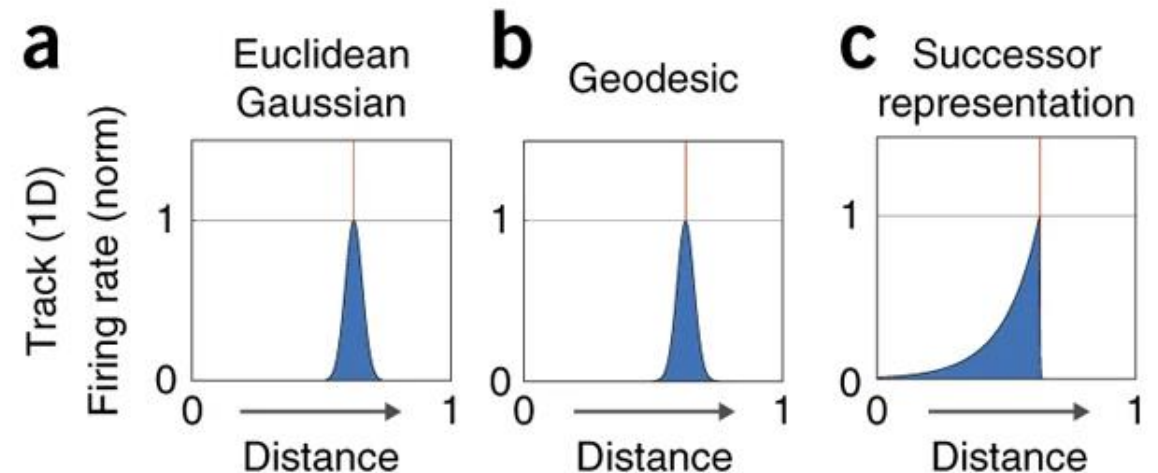 a
Euclidean
Gaussian
b
Geodesic
c
Successor
representation
Track (1D)
Firing rate (norm)
1
0
0
1
Distance
1
0
0
1
Distance
1
0
0
1
Distance